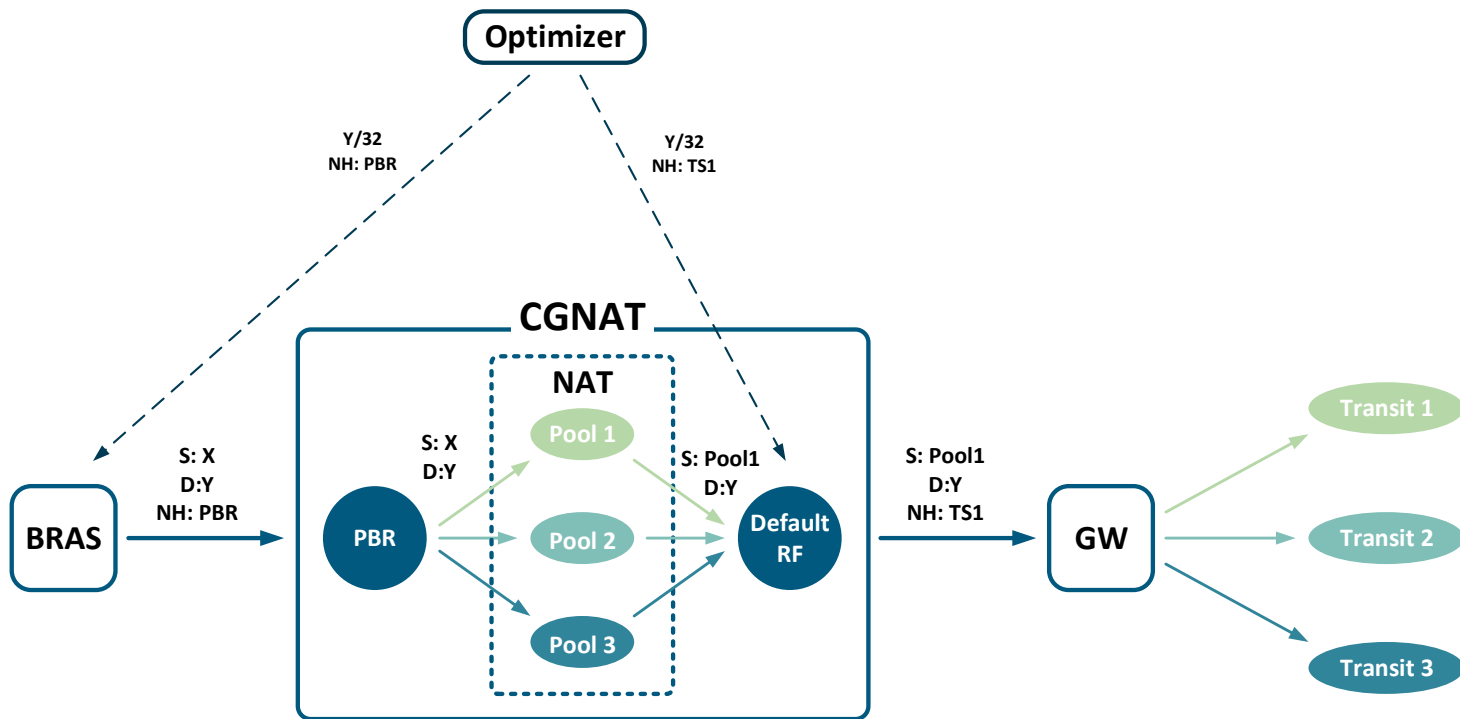 Optimizer
Y/32
NH: PBR
Y/32
NH: TS1
CGNAT
NAT
S: X
D:Y
NH: PBR
S: X
D:Y
S: Pool1
D:Y
S: Pool1
D:Y
NH: TS1
BRAS
PBR
Pool 1
Pool 2
Pool 3
Default
RF
GW
Transit 1
Transit 2
Transit 3